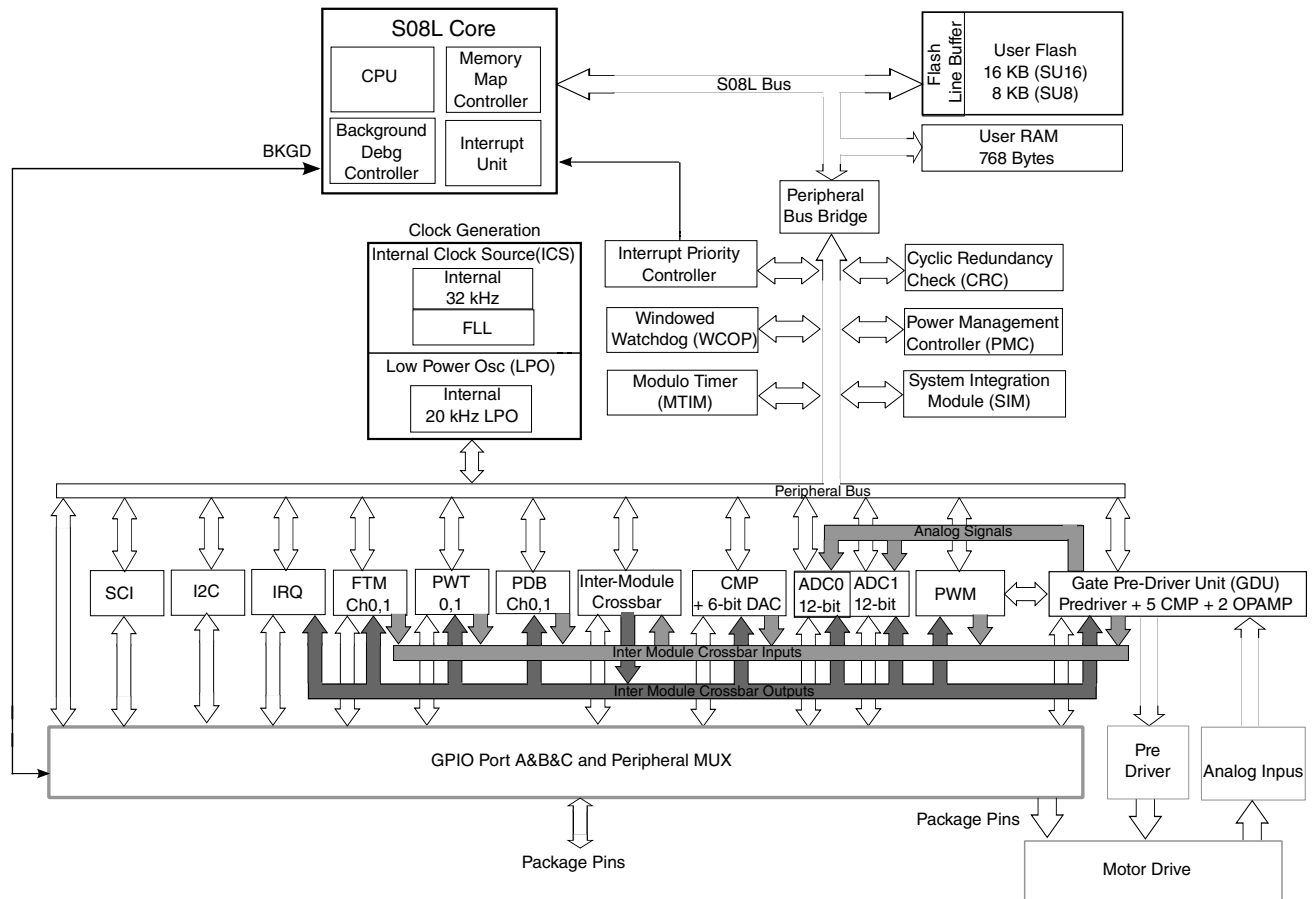 S08L Core
CPU
Memory
Map
Controller
Background
Debg
Controller
Interrupt
Unit
BKGD
S08L Bus
Flash
Line Buffer
User Flash
16 KB (SU16)
8 KB (SU8)
User RAM
768 Bytes
Peripheral
Bus Bridge
Clock Generation
Internal Clock Source(ICS)
Internal
32 kHz
FLL
Low Power Osc (LPO)
Internal
20 kHz LPO
Interrupt Priority
Controller
Cyclic Redundancy
Check (CRC)
Windowed
Watchdog (WCOP)
Power Management
Controller (PMC)
Modulo Timer
(MTIM)
System Integration
Module (SIM)
Peripheral Bus
Analog Signals
SCI
I2C
IRQ
FTM
Ch0,1
PWT
0,1
PDB
Ch0,1
Inter-Module
Crossbar
CMP
+ 6-bit DAC
ADC0
12-bit
ADC1
12-bit
PWM
Gate Pre-Driver Unit (GDU)
Predriver + 5 CMP + 2 OPAMP
Inter Module Crossbar Inputs
Inter Module Crossbar Outputs
GPIO Port A&B&C and Peripheral MUX
Pre
Driver
Analog Inpus
Package Pins
Package Pins
Motor Drive